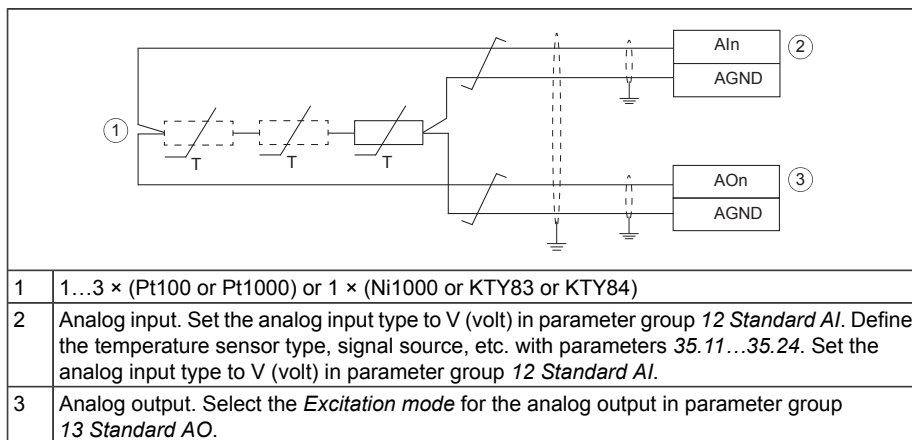 AIn
2
AGND
1
T
T
T
AOn
3
AGND
1 1…3 × (Pt100 or Pt1000) or 1 × (Ni1000 or KTY83 or KTY84)
2 Analog input. Set the analog input type to V (volt) in parameter group 12 Standard AI. Define
the temperature sensor type, signal source, etc. with parameters 35.11…35.24. Set the
analog input type to V (volt) in parameter group 12 Standard AI.
3 Analog output. Select the Excitation mode for the analog output in parameter group
13 Standard AO.